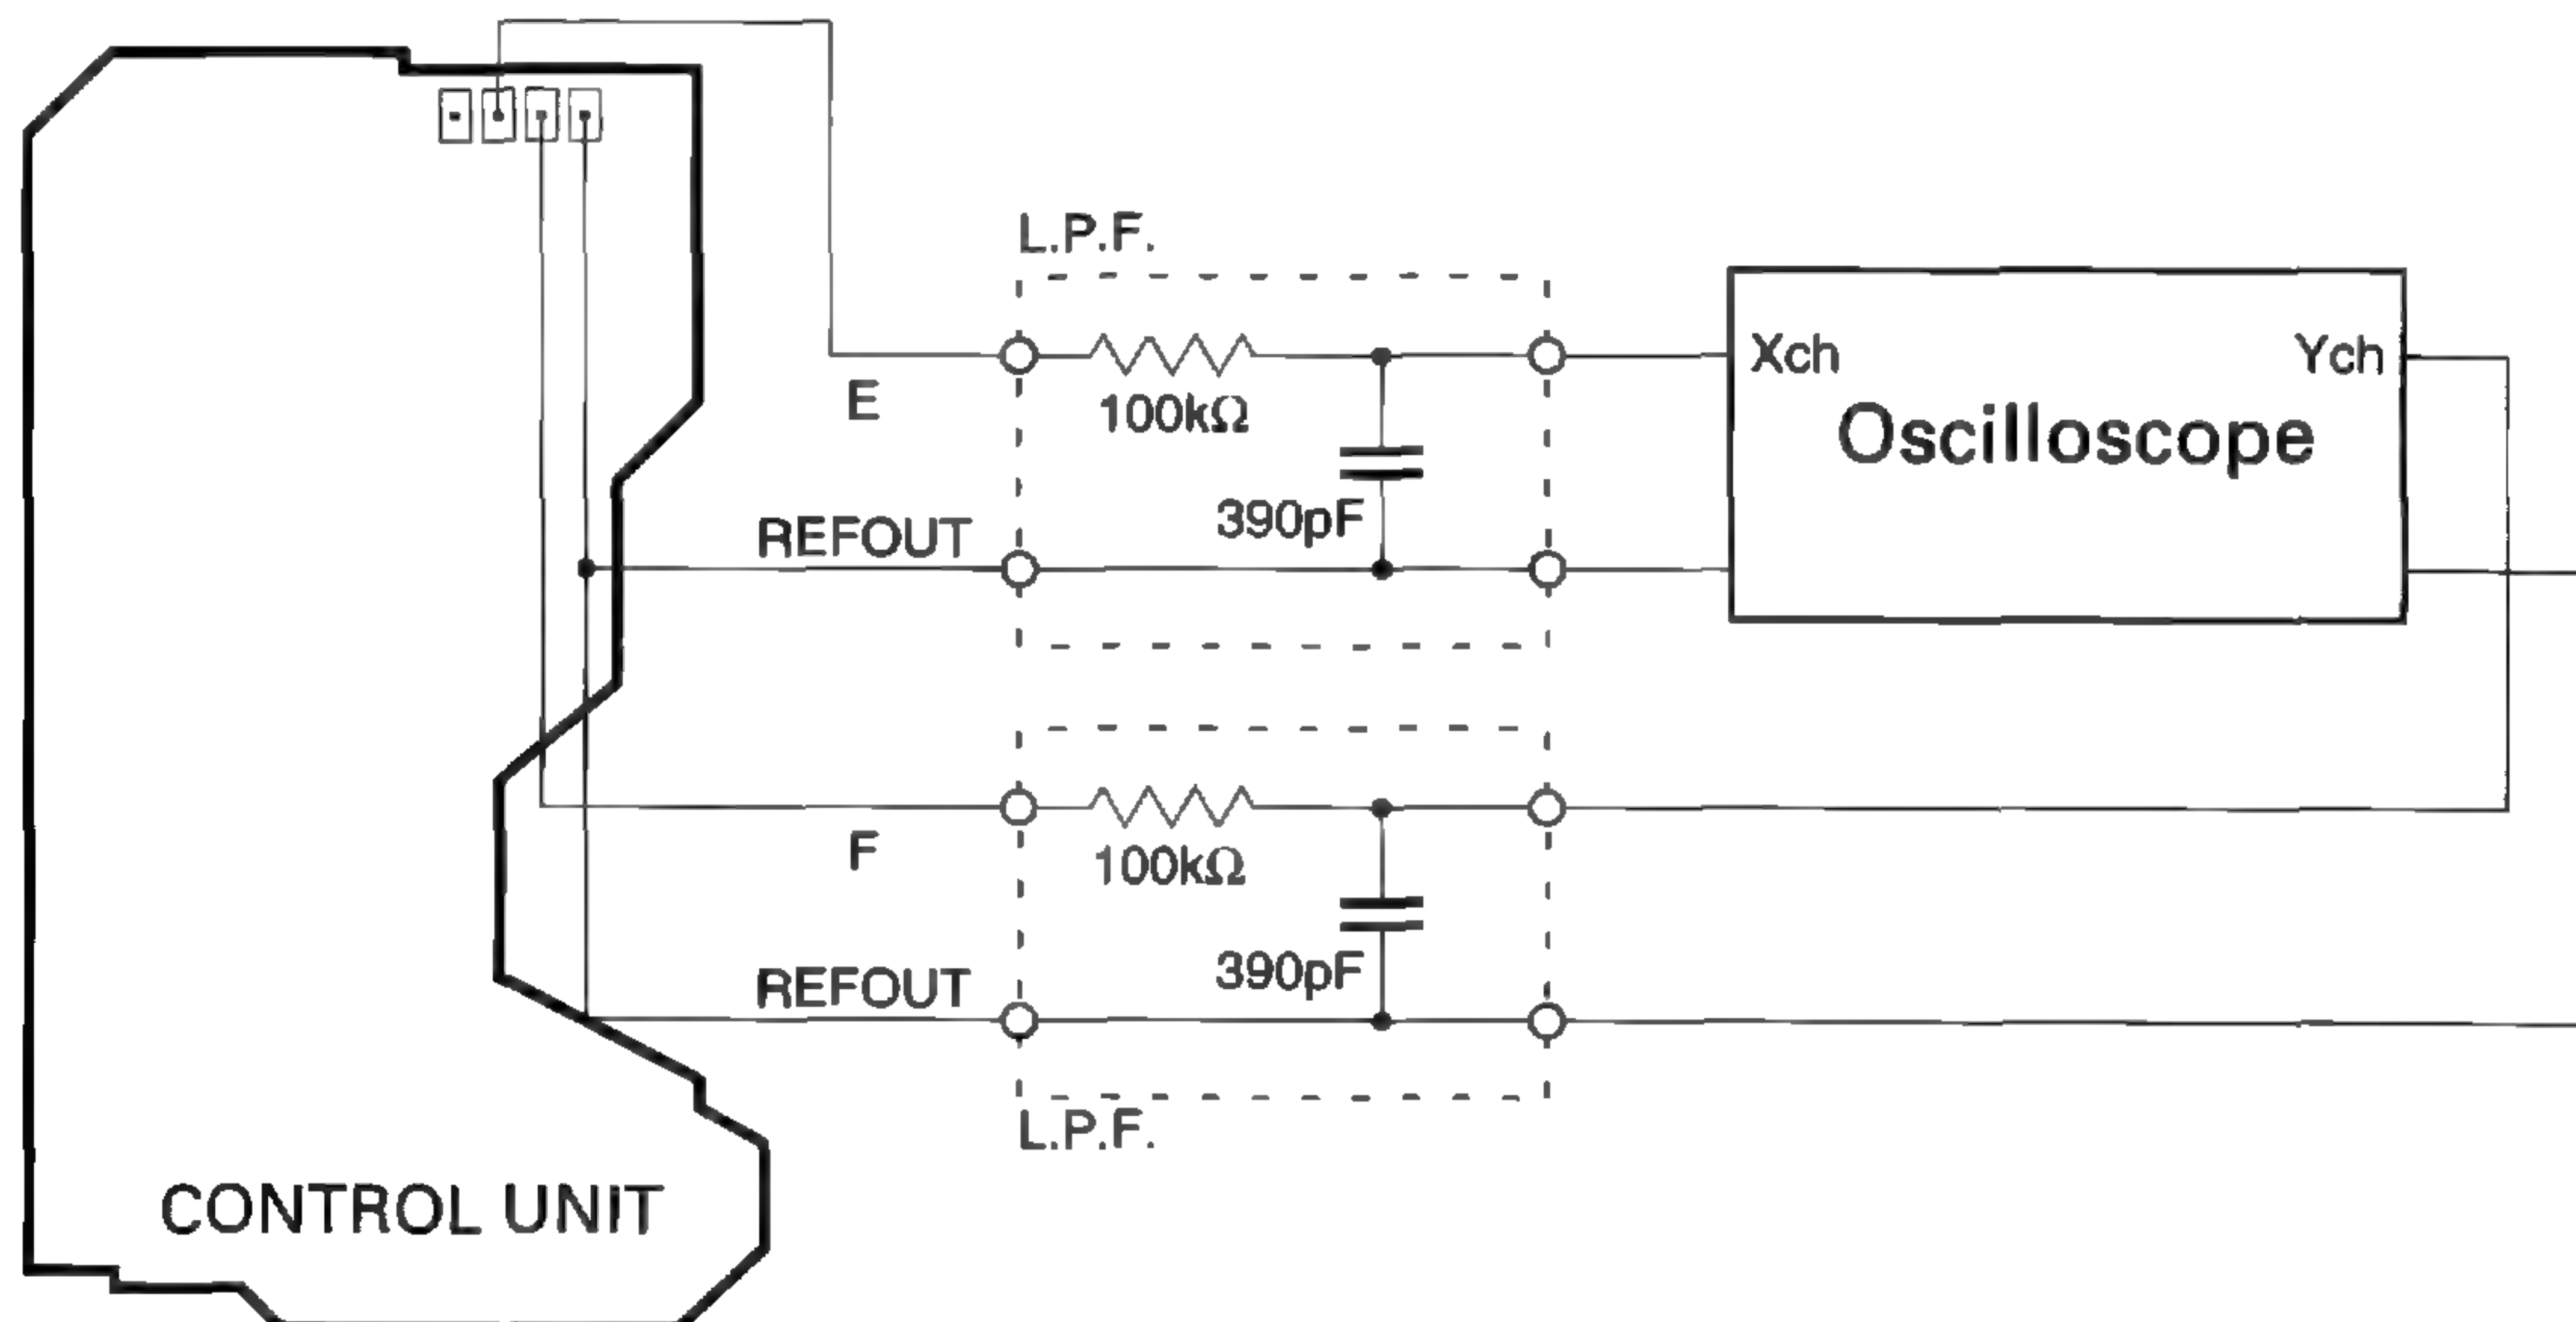 L.P.F.
Xch
Ych
E
100kΩ
Oscilloscope
REFOUT
390pF
F
100kΩ
REFOUT
390pF
L.P.F.
CONTROL UNIT